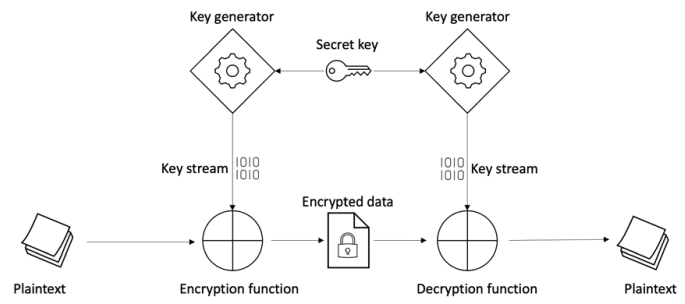 Key generator
Key generator
Secret key
Key stream
1010
1010
1010
1010
Key stream
Encrypted data
Plaintext
Encryption function
Decryption function
Plaintext